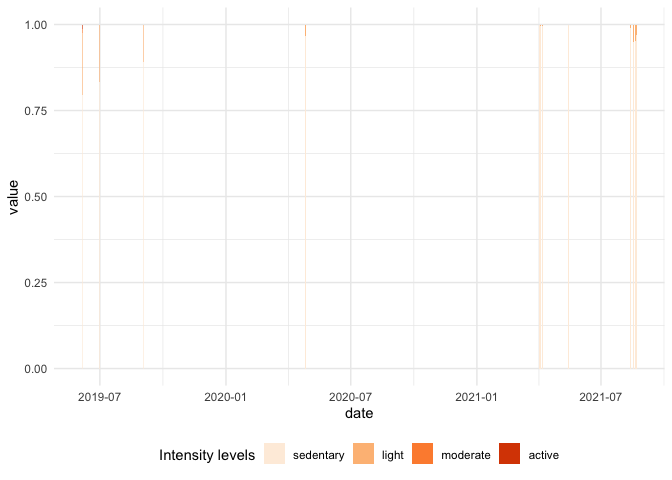 1.00
0.75
0.50
0.25
0.00
value
2019-07 2020-01 2020-07 2021-01 2021-07
date
Intensity levels sedentary light moderate active